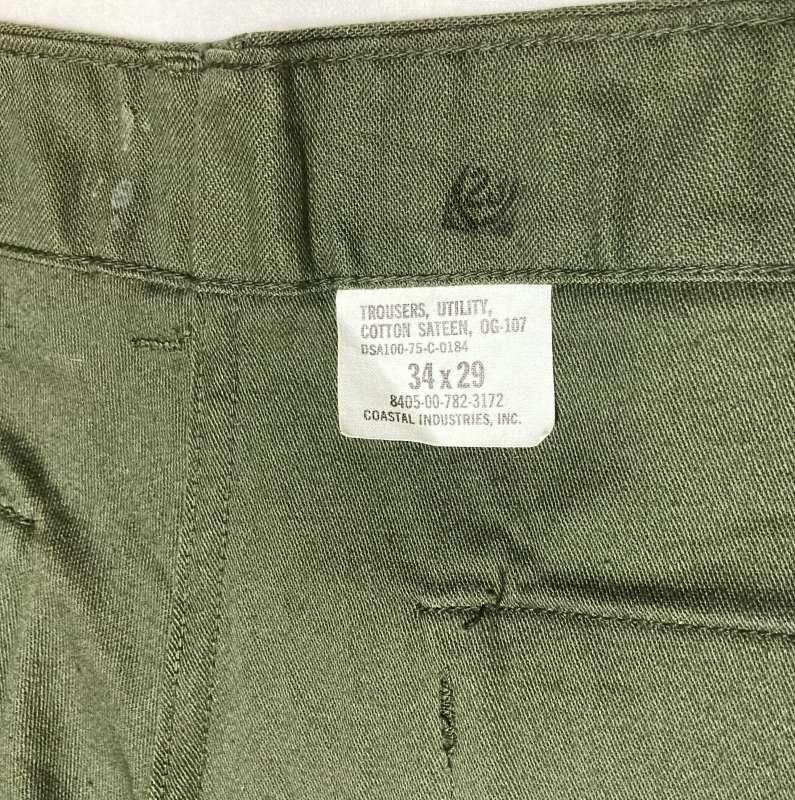 TROUSERS, UTILITY,
COTTON SATEEN, OG-107
DSA100-75-C-0184
34 x 29
8405-00-782-3172
COASTAL INDUSTRIES, INC.